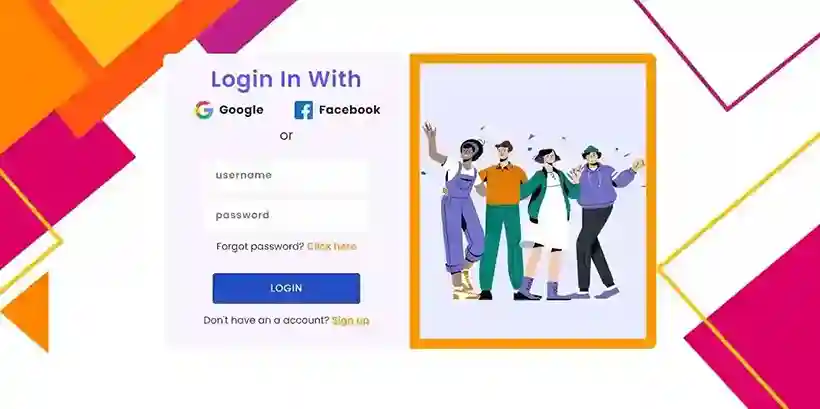 Login In With
Google Facebook
or
username
password
Forgot password? Click here
LOGIN
Don't have an a account? Sign up